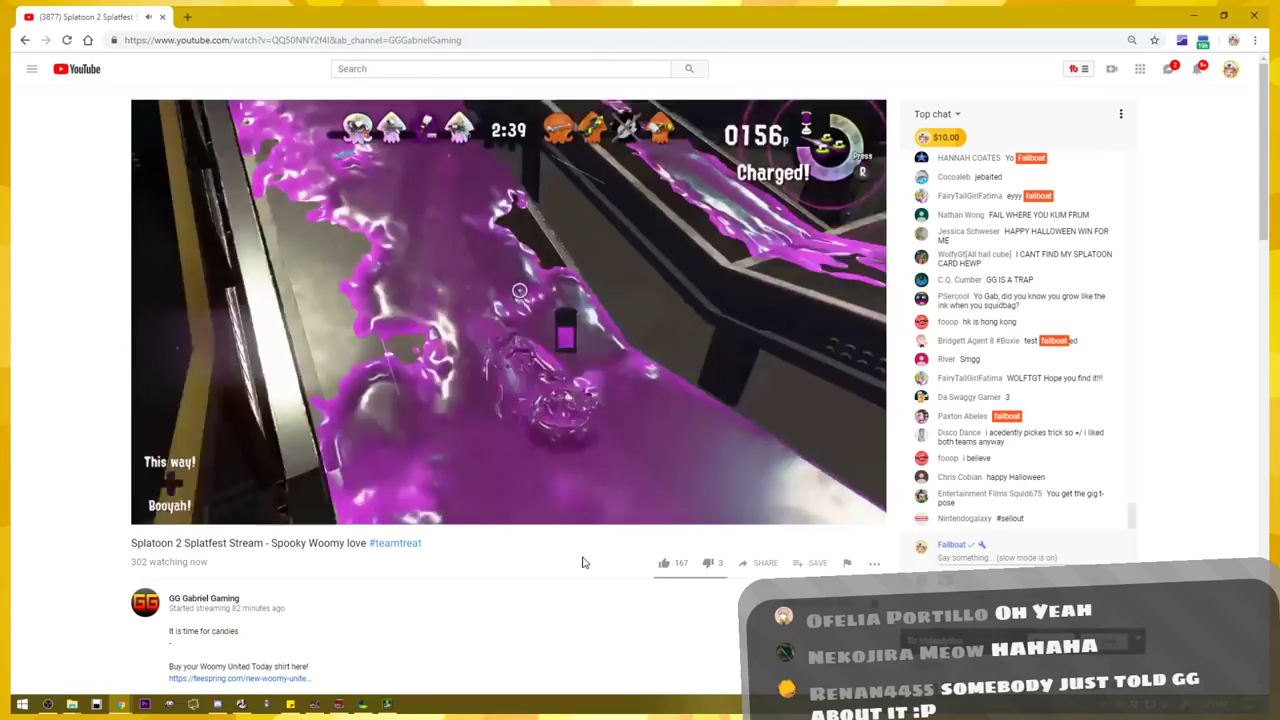 (3877) Splatoon 2 Splatfest S
https://www.youtube.com/watch?v=QQ50NNY2f4I&ab_channel=GGGabrielGaming
YouTube
Search
2
9+
2:39
0156p
Charged!
Press
R
This way!
Booyah!
Top chat
$10.00
HANNAH COATES Yo Failboat
Cocoaleb jebaited
FairyTailGirlFatima eyyy failboat
Nathan Wong FAIL WHERE YOU KUM FRUM
Jessica Schweser HAPPY HALLOWEEN WIN FOR
ME
WolfyGt[All hail cube] I CANT FIND MY SPLATOON
CARD HEWP
C.Q. Cumber GG IS A TRAP
PSercool Yo Gab, did you know you grow like the
ink when you squidbag?
fooop hk is hong kong
Bridgett Agent 8 #Boxie test failboated
River Smgg
FairyTailGirlFatima WOLFTGT Hope you find it!!!
Da Swaggy Gamer 3
Paxton Abeles failboat
Disco Dance i acedently pickes trick so =/ i liked
both teams anyway
fooop i believe
Chris Cobian happy Halloween
Entertainment Films Squid675 You get the gig t-
pose
Nintendogalaxy #sellout
Failboat
Say something... (slow mode is on)
Splatoon 2 Splatfest Stream - Spooky Woomy love #teamtreat
302 watching now
167
3
SHARE
SAVE
GG
GG Gabriel Gaming
Started streaming 82 minutes ago
It is time for candies
-
Buy your Woomy United Today shirt here!
https://teespring.com/new-woomy-unite...
Ofelia Portillo Oh Yeah
Nekojira Meow HAHAHA
Renan4455 SOMEBODY JUST TOLD GG
ABOUT IT :P